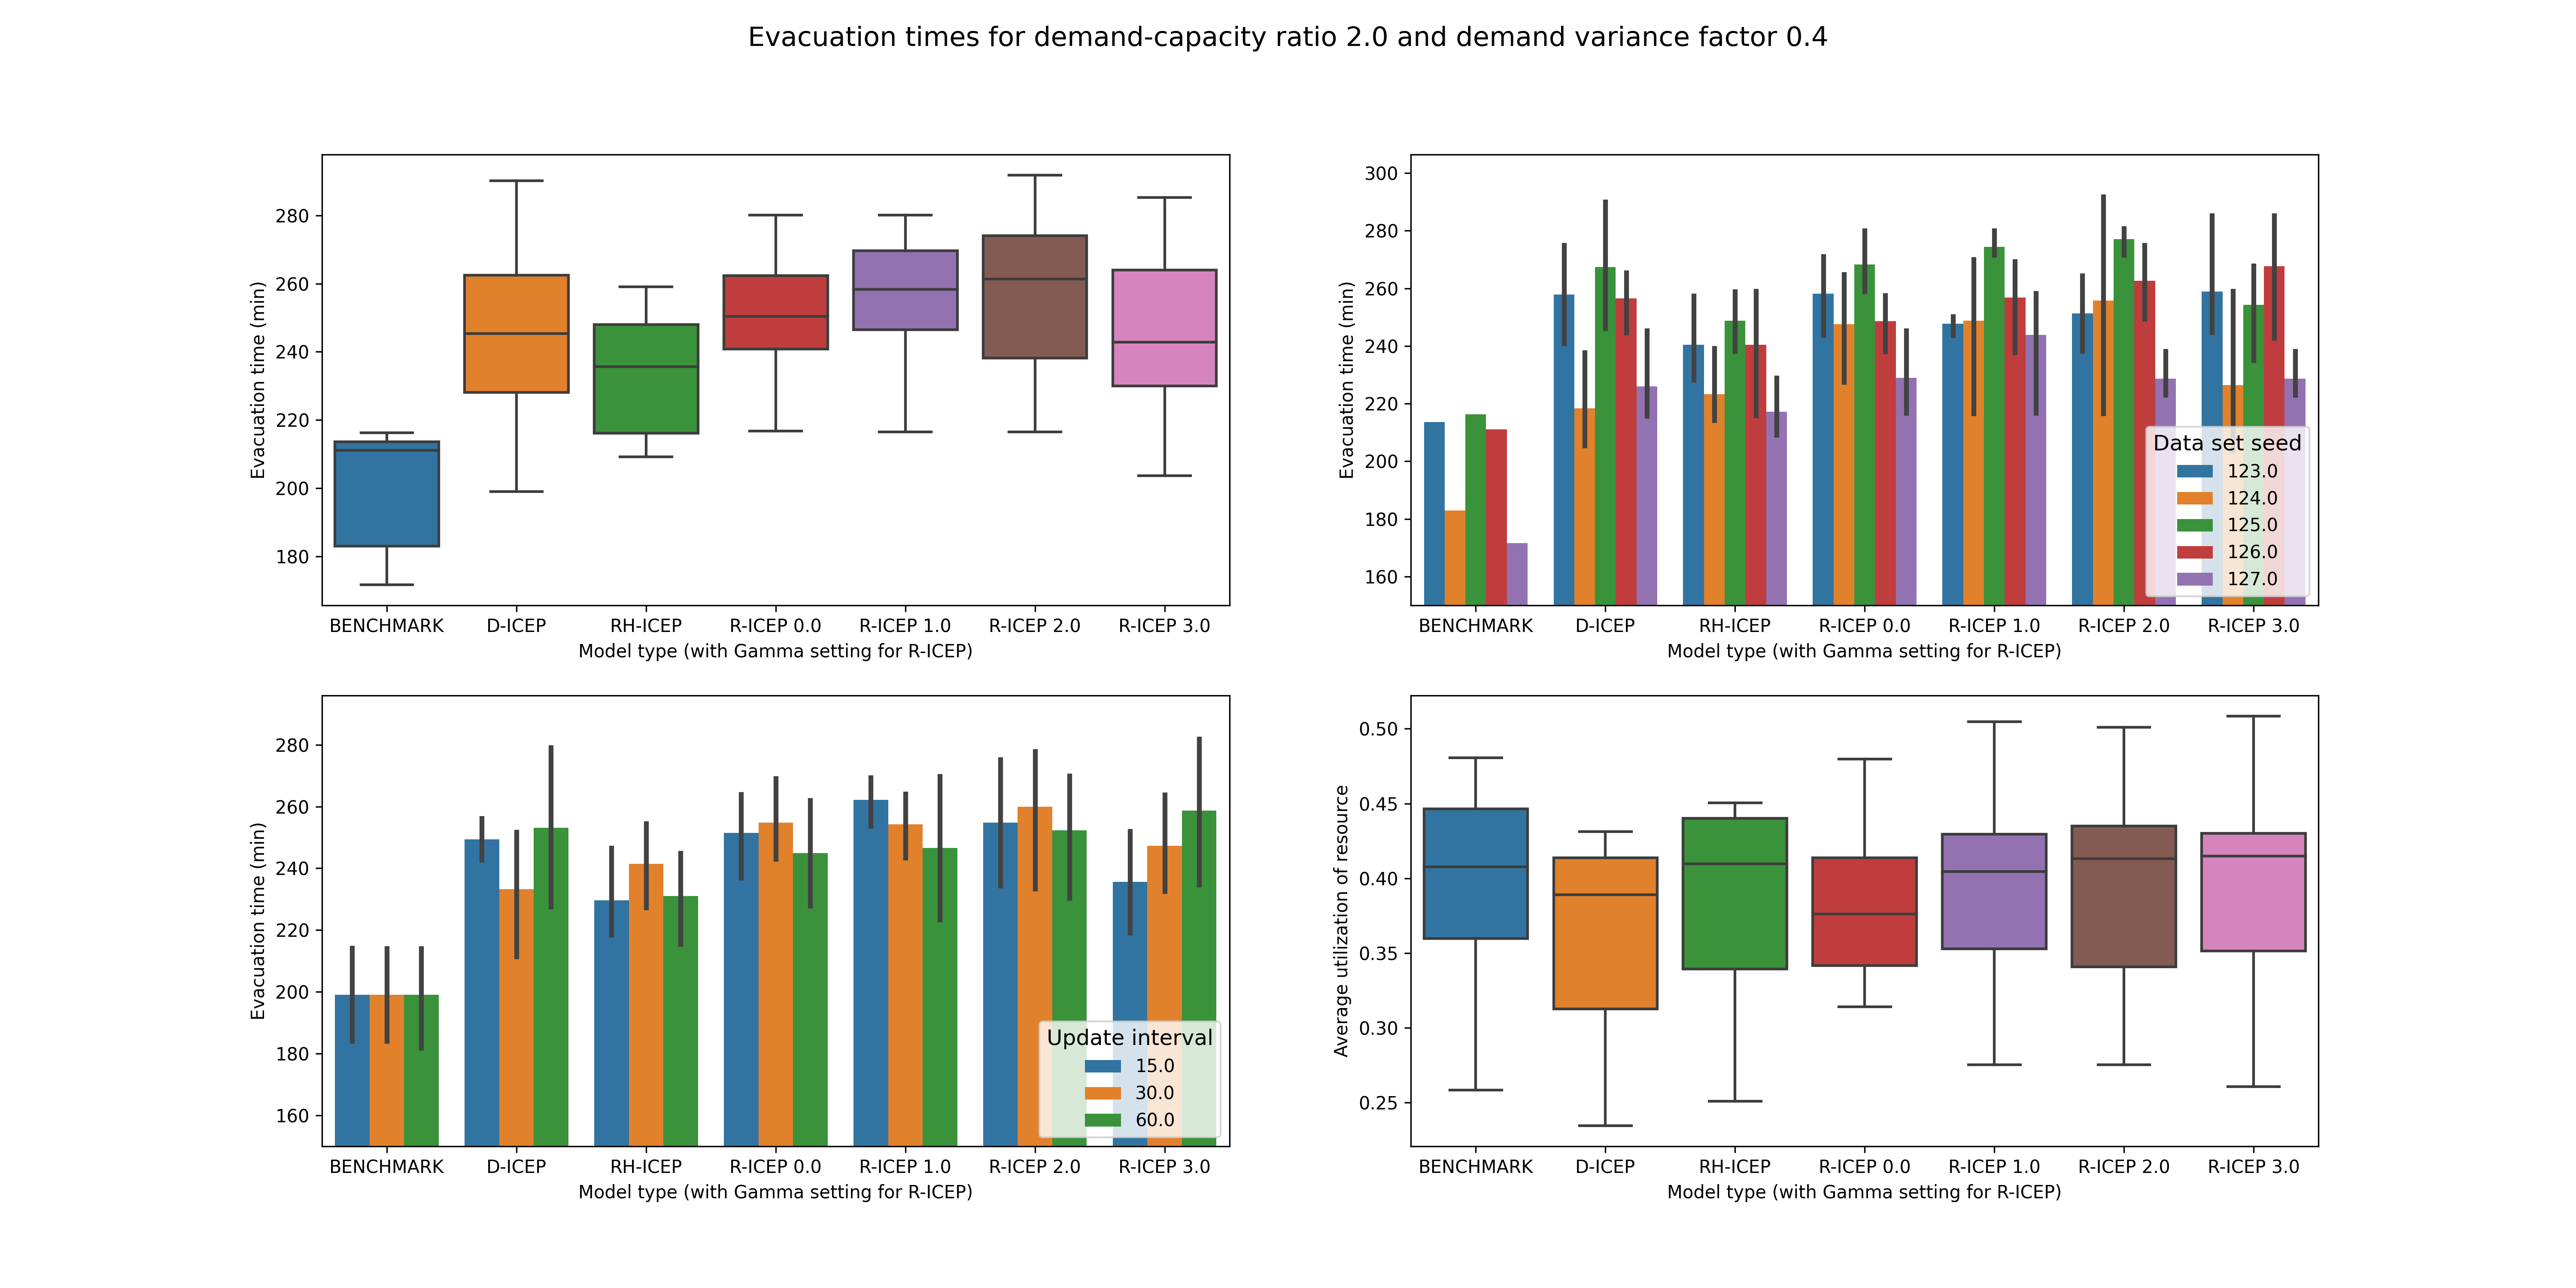 Evacuation times for demand-capacity ratio 2.0 and demand variance factor 0.4
Evacuation time (min)
280
260
240
220
200
180
BENCHMARK D-ICEP RH-ICEP R-ICEP 0.0 R-ICEP 1.0 R-ICEP 2.0 R-ICEP 3.0
Model type (with Gamma setting for R-ICEP)
Evacuation time (min)
300
280
260
240
220
200
180
160
Data set seed
123.0
124.0
125.0
126.0
127.0
BENCHMARK D-ICEP RH-ICEP R-ICEP 0.0 R-ICEP 1.0 R-ICEP 2.0 R-ICEP 3.0
Model type (with Gamma setting for R-ICEP)
Evacuation time (min)
280
260
240
220
200
180
160
Update interval
15.0
30.0
60.0
BENCHMARK D-ICEP RH-ICEP R-ICEP 0.0 R-ICEP 1.0 R-ICEP 2.0 R-ICEP 3.0
Model type (with Gamma setting for R-ICEP)
Average utilization of resource
0.50
0.45
0.40
0.35
0.30
0.25
BENCHMARK D-ICEP RH-ICEP R-ICEP 0.0 R-ICEP 1.0 R-ICEP 2.0 R-ICEP 3.0
Model type (with Gamma setting for R-ICEP)